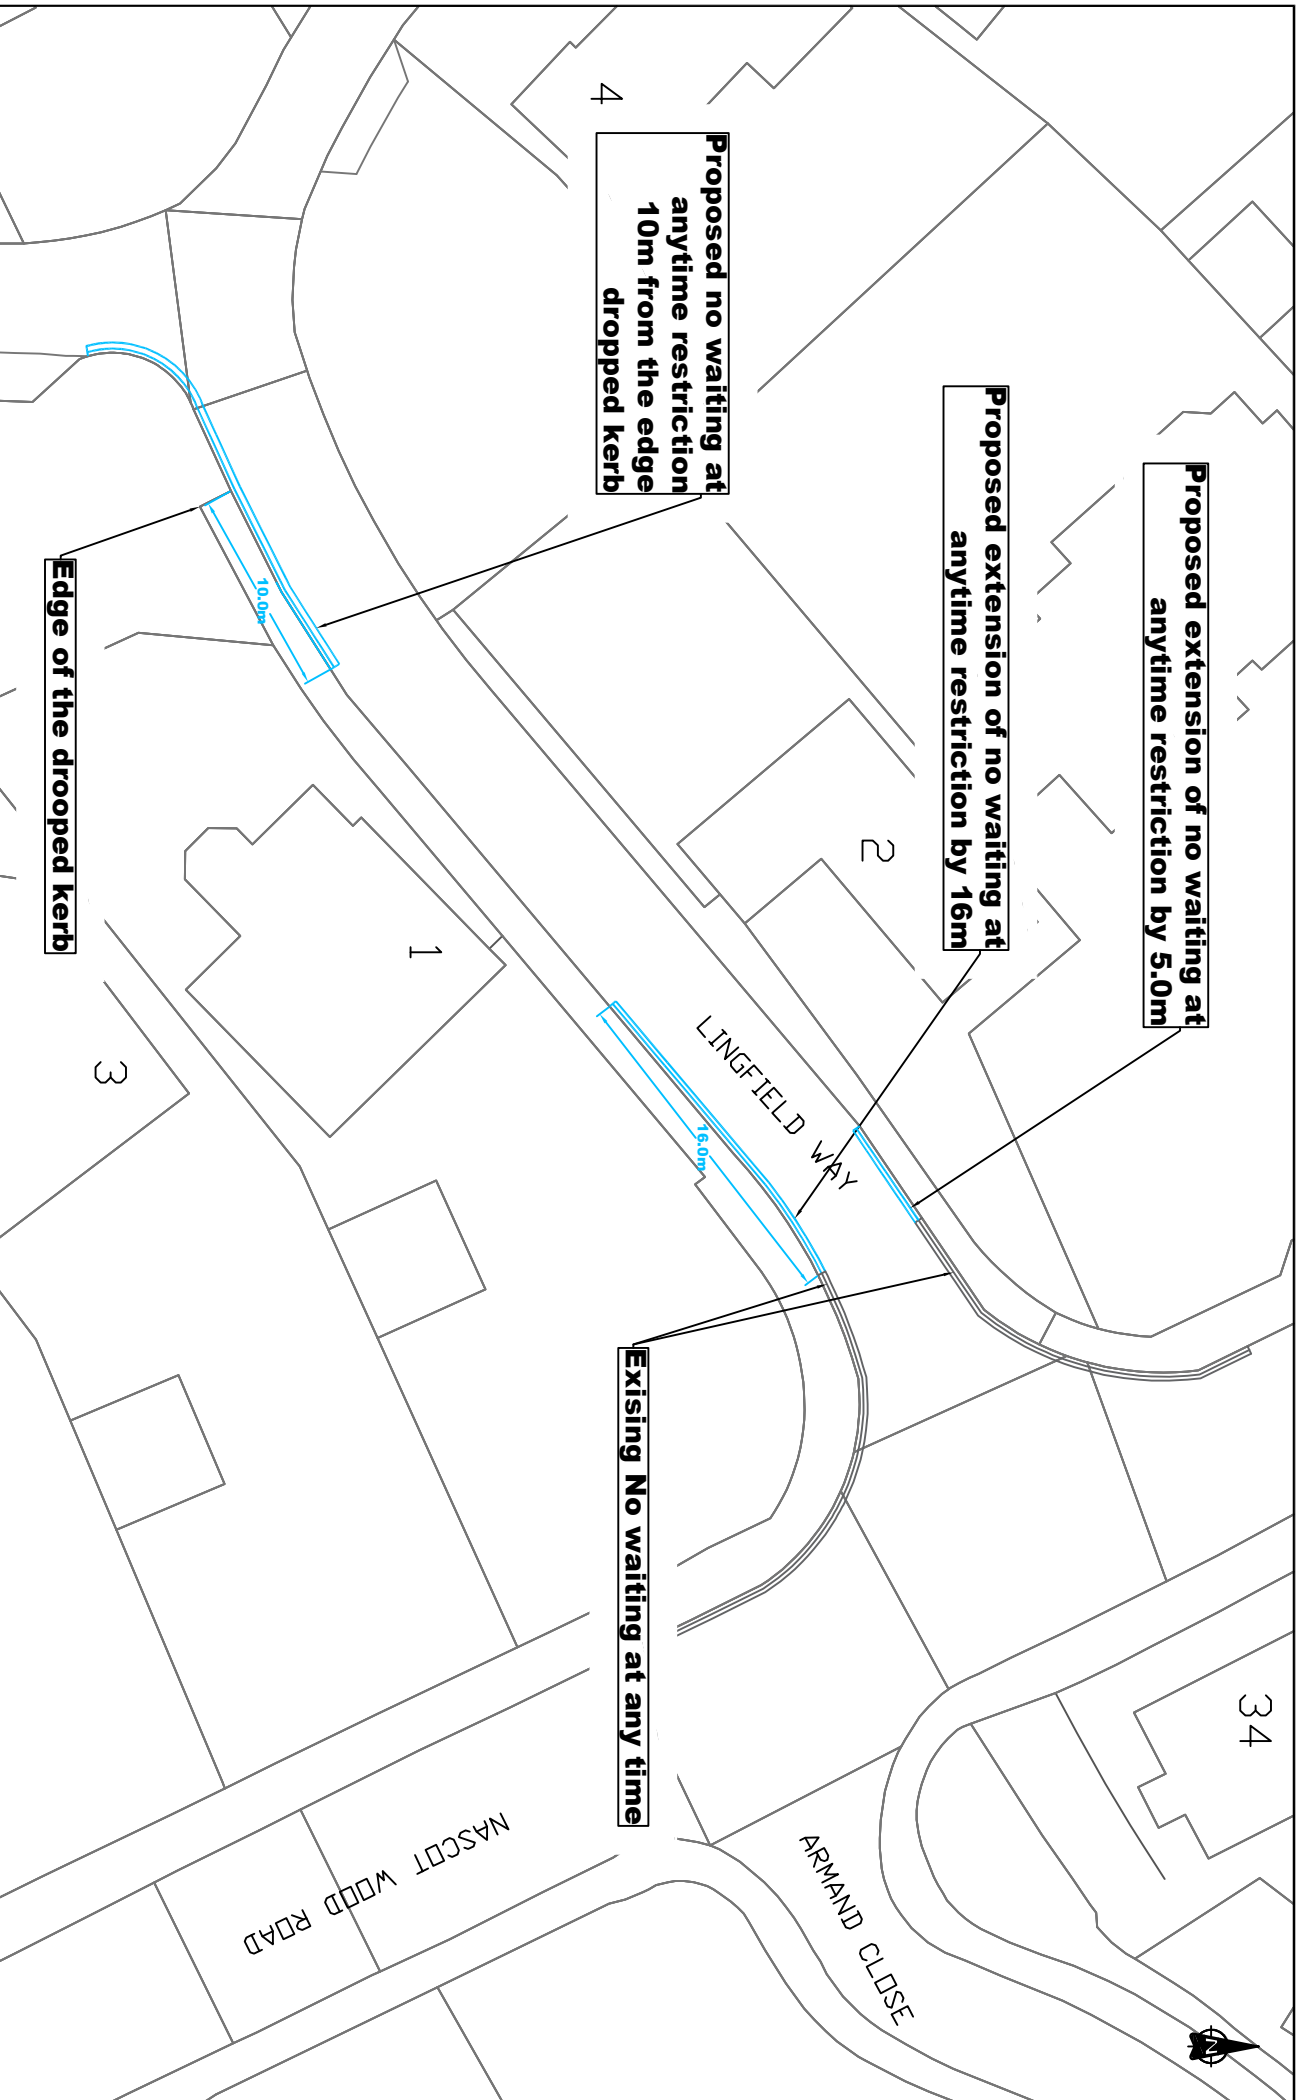 Proposed extension of no waiting at
anytime restriction by 5.0m
Proposed extension of no waiting at
anytime restriction by 16m
Proposed no waiting at
anytime restriction
10m from the edge
dropped kerb
4
2
34
LINGFIELD WAY
Exising No waiting at any time
ARMAND CLOSE
N
16.0m
1
10.0m
3
Edge of the drooped kerb
NASCOT WOOD ROAD